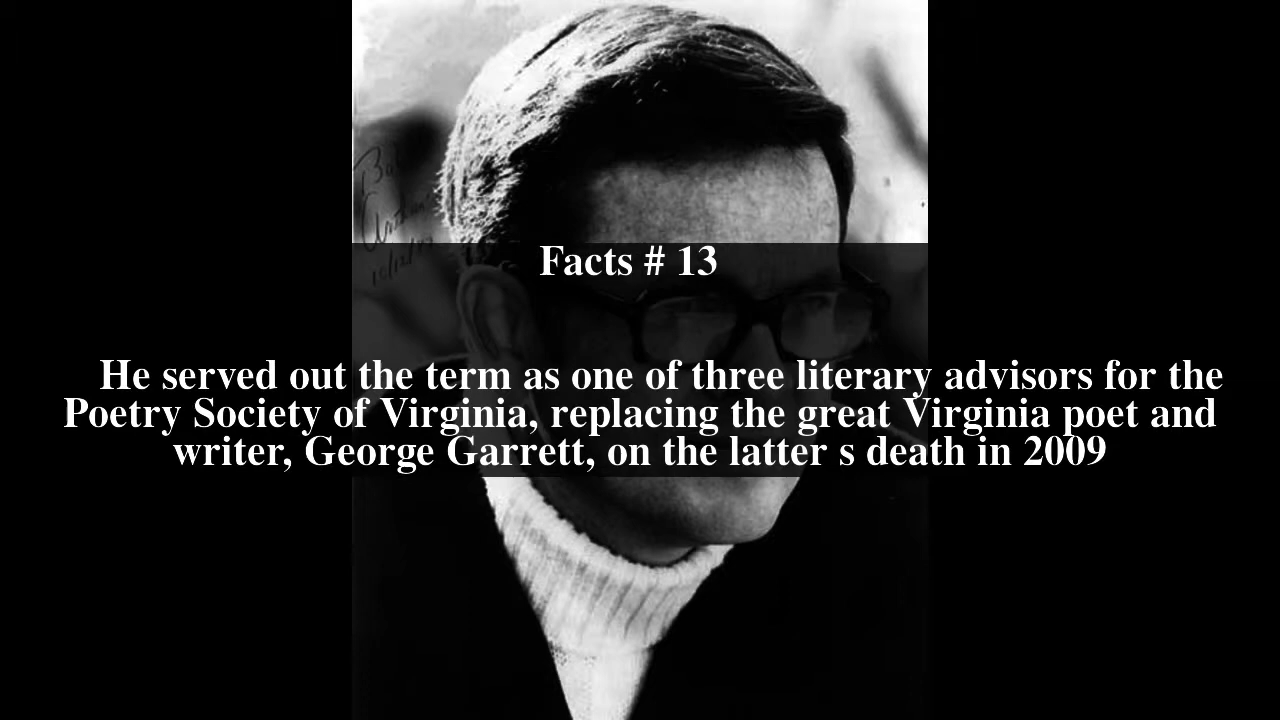 Facts # 13
He served out the term as one of three literary advisors for the
Poetry Society of Virginia, replacing the great Virginia poet and
writer, George Garrett, on the latter s death in 2009